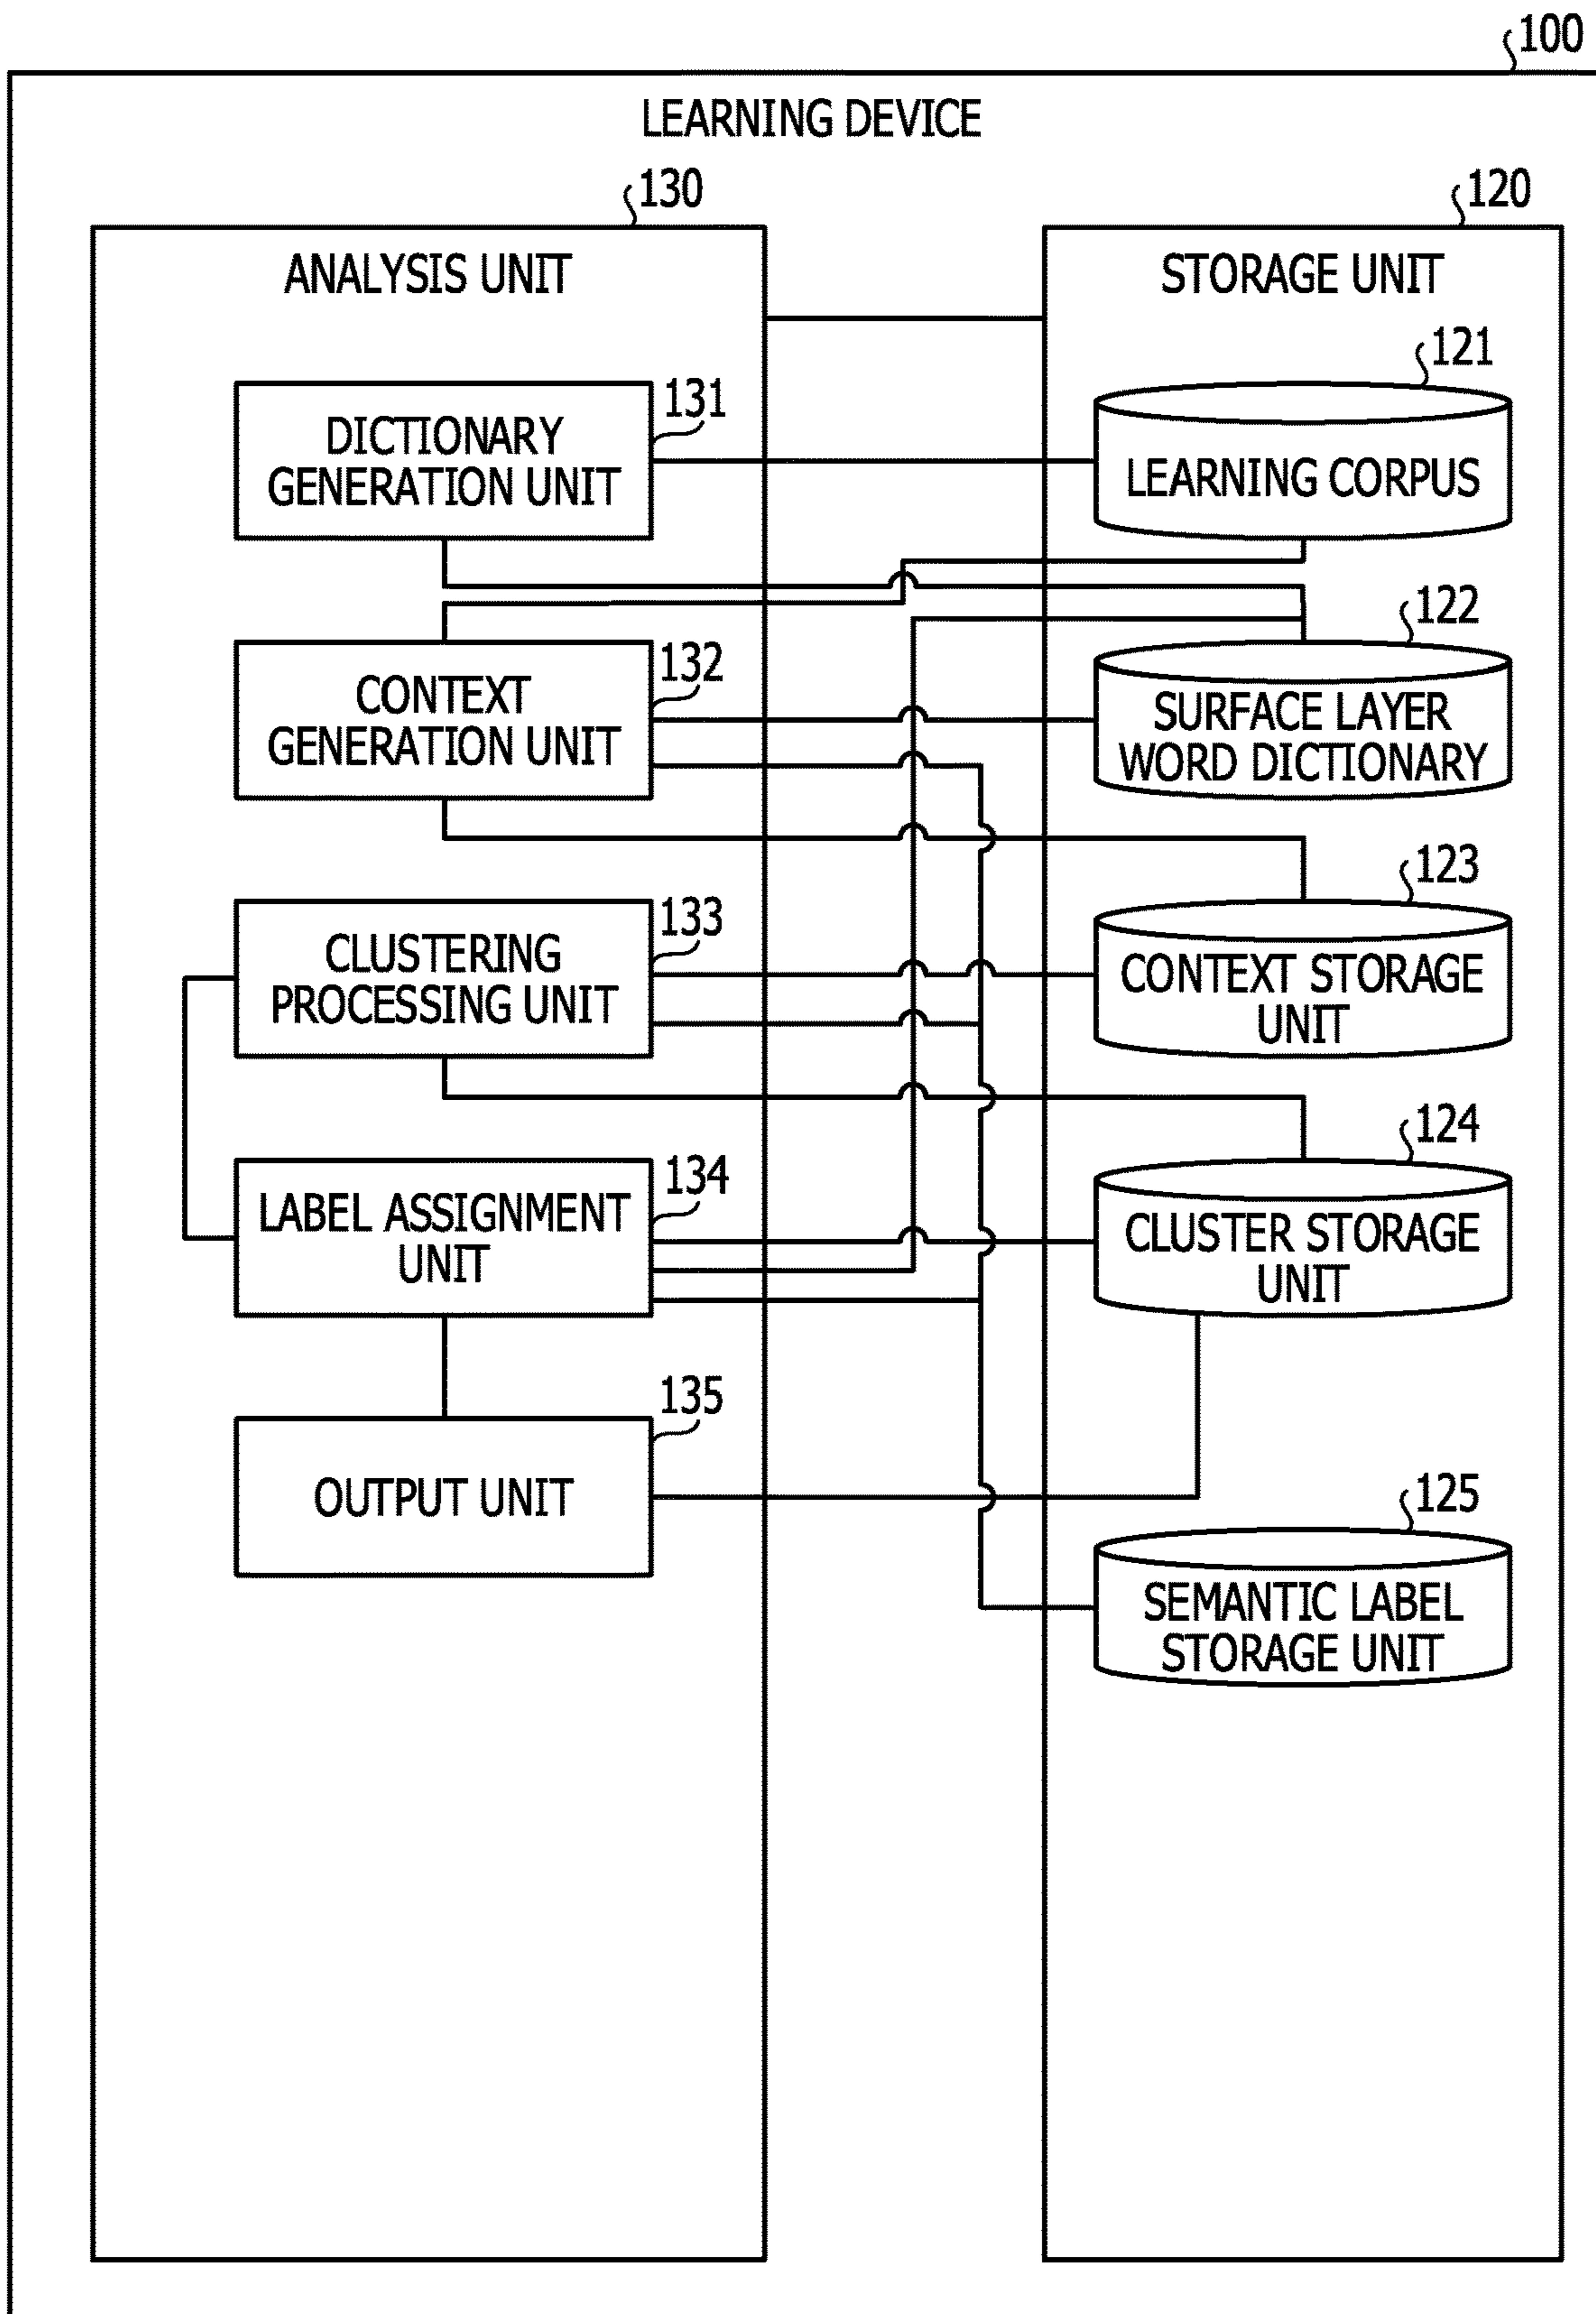 100
LEARNING DEVICE
130
ANALYSIS UNIT
131
DICTIONARY
GENERATION UNIT
132
CONTEXT
GENERATION UNIT
133
CLUSTERING
PROCESSING UNIT
134
LABEL ASSIGNMENT
UNIT
135
OUTPUT UNIT
120
STORAGE UNIT
121
LEARNING CORPUS
122
SURFACE LAYER
WORD DICTIONARY
123
CONTEXT STORAGE
UNIT
124
CLUSTER STORAGE
UNIT
125
SEMANTIC LABEL
STORAGE UNIT